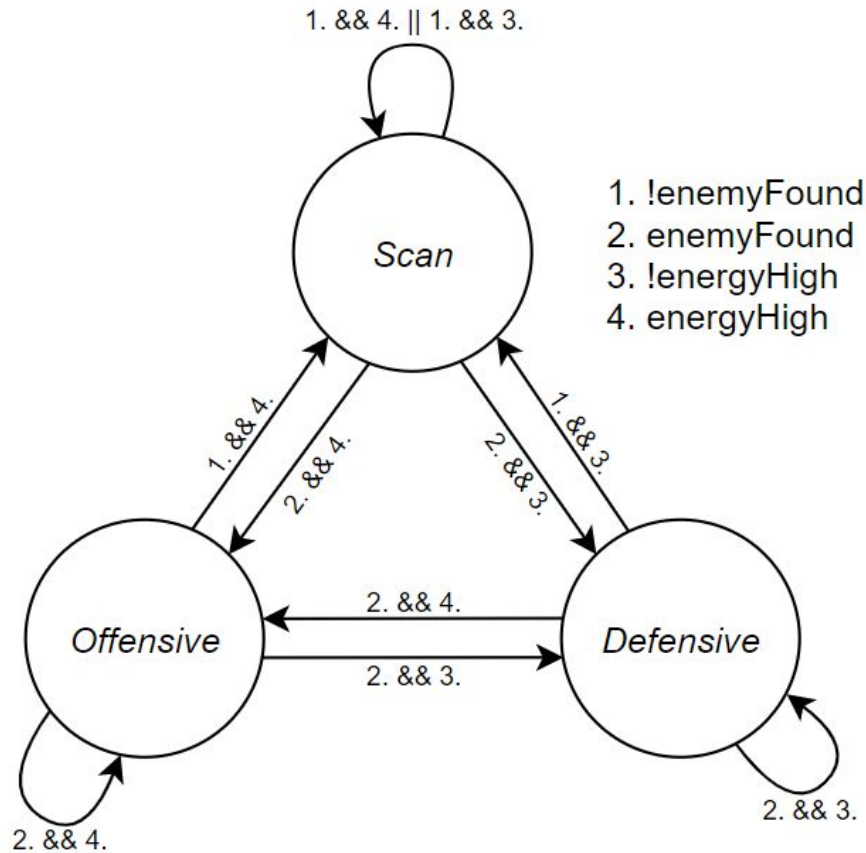 1. && 4. || 1. && 3.
Scan
1. !enemyFound
2. enemyFound
3. !energyHigh
4. energyHigh
1. && 4.
2. && 4.
2. && 3.
1. && 3.
Offensive
2. && 4.
2. && 3.
Defensive
2. && 4.
2. && 3.